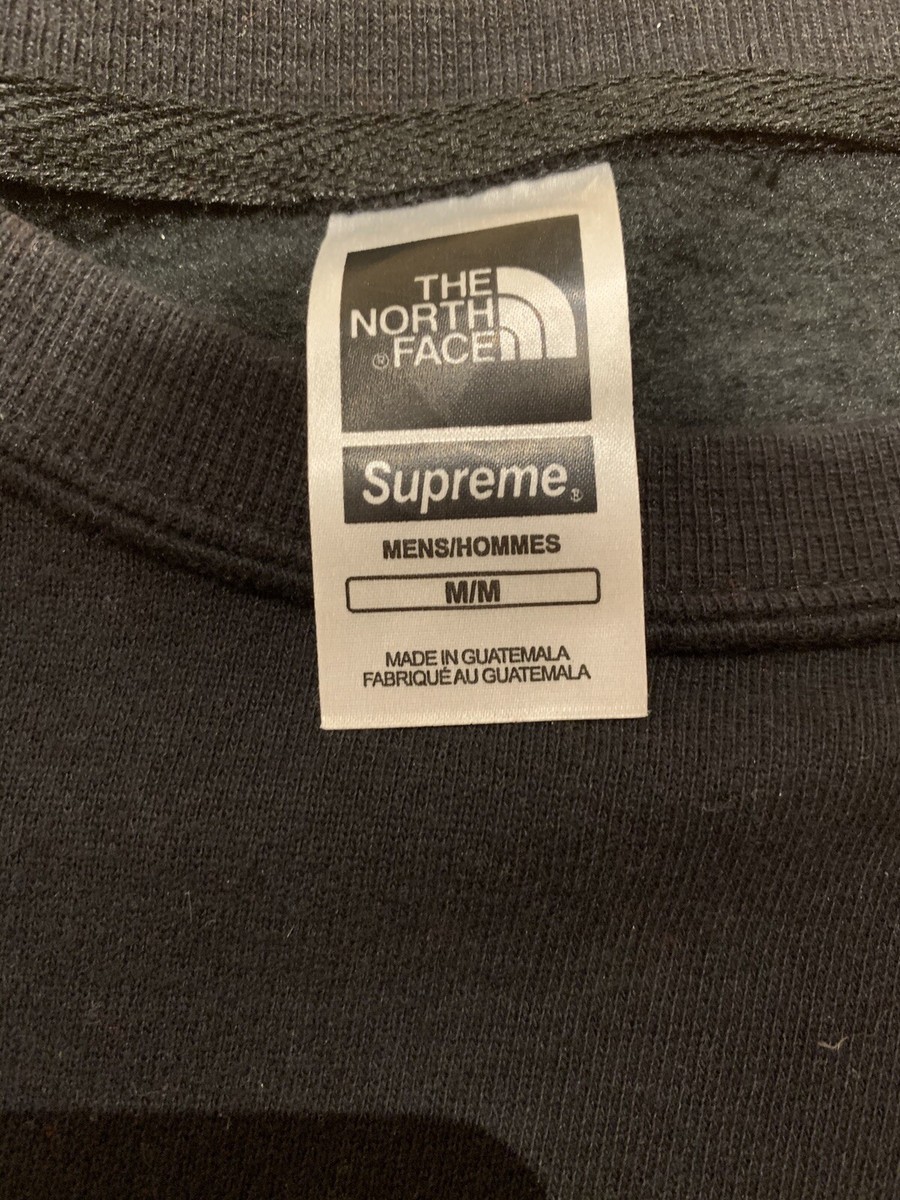 THE
NORTH
®FACE
Supreme®
MENS/HOMMES
M/M
MADE IN GUATEMALA
FABRIQUÉ AU GUATEMALA